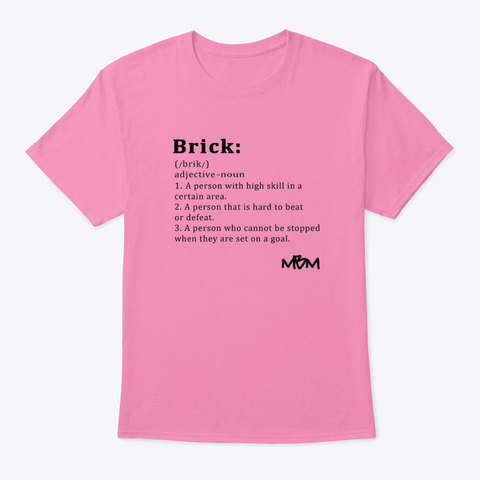 Brick:
(/brik/)
adjective-noun
1. A person with high skill in a
certain area.
2. A person that is hard to beat
or defeat.
3. A person who cannot be stopped
when they are set on a goal.
MBM